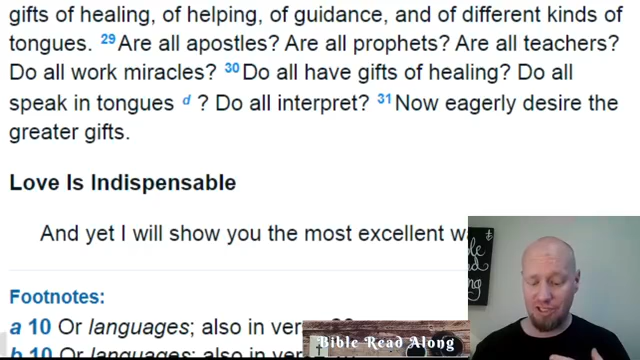 gifts of healing, of helping, of guidance, and of different kinds of
tongues. 29 Are all apostles? Are all prophets? Are all teachers?
Do all work miracles? 30 Do all have gifts of healing? Do all
speak in tongues d ? Do all interpret? 31 Now eagerly desire the
greater gifts.
Love Is Indispensable
And yet I will show you the most excellent
Footnotes:
a 10 Or languages; also in
b 10 Or languages; also in
Bible Read Along